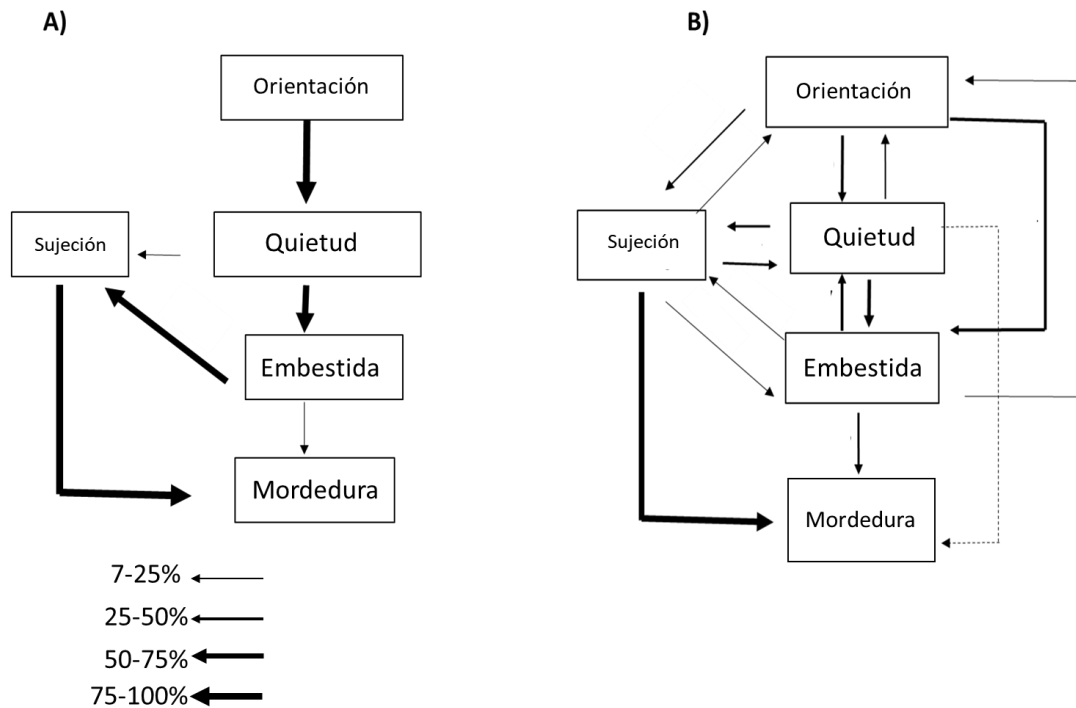 A)
Orientación
Sujeción
Quietud
Embestida
Mordedura
7-25%
25-50%
50-75%
75-100%
B)
Orientación
Sujeción
Quietud
Embestida
Mordedura